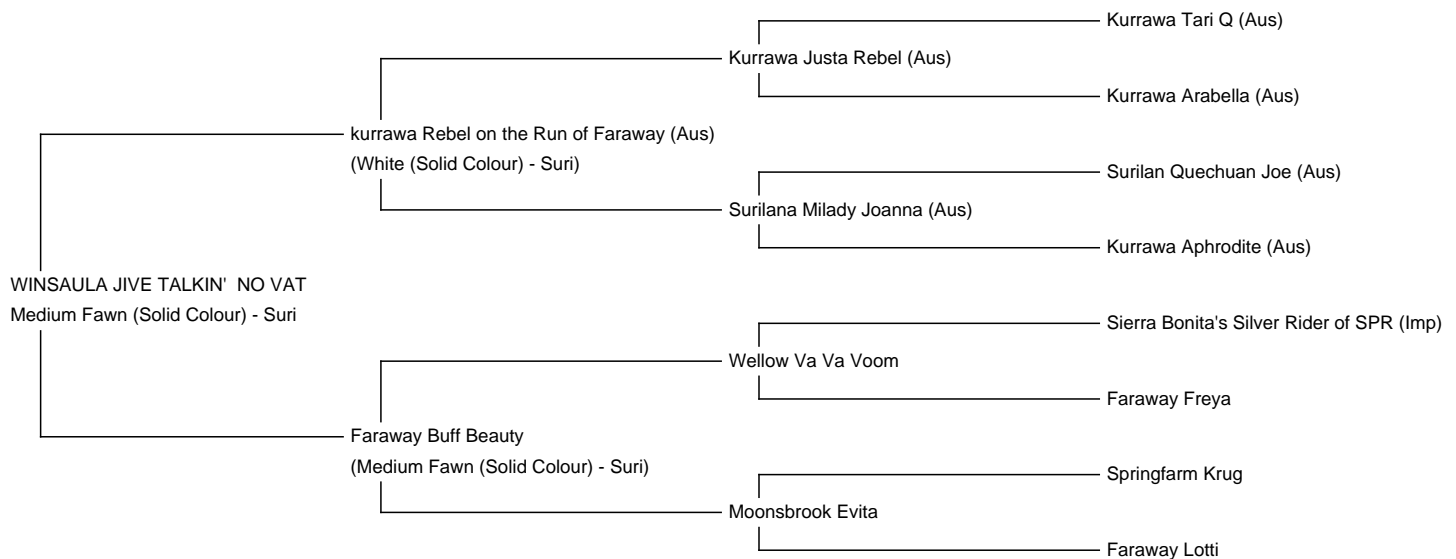 Kurrawa Tari Q (Aus)
Kurrawa Justa Rebel (Aus)
Kurrawa Arabella (Aus)
kurrawa Rebel on the Run of Faraway (Aus)
(White (Solid Colour) - Suri)
Surilan Quechuan Joe (Aus)
Surilana Milady Joanna (Aus)
Kurrawa Aphrodite (Aus)
WINSAULA JIVE TALKIN'  NO VAT
Medium Fawn (Solid Colour) - Suri
Sierra Bonita's Silver Rider of SPR (Imp)
Wellow Va Va Voom
Faraway Freya
Faraway Buff Beauty
(Medium Fawn (Solid Colour) - Suri)
Springfarm Krug
Moonsbrook Evita
Faraway Lotti